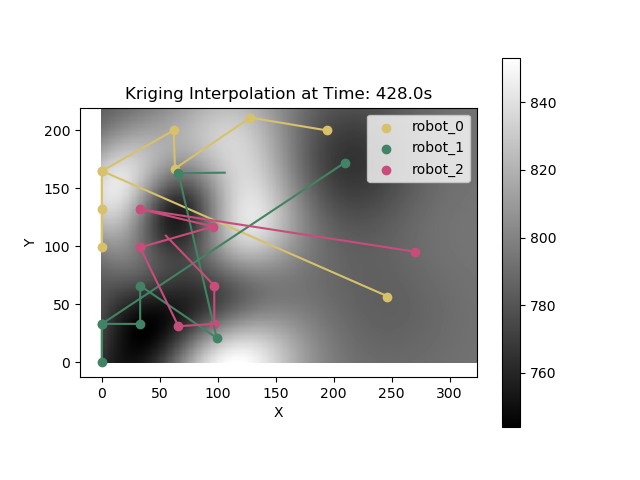 Kriging Interpolation at Time: 428.0s
robot_0
robot_1
robot_2
Y
200
150
100
50
0
0 50 100 150 200 250 300
X
840
820
800
780
760